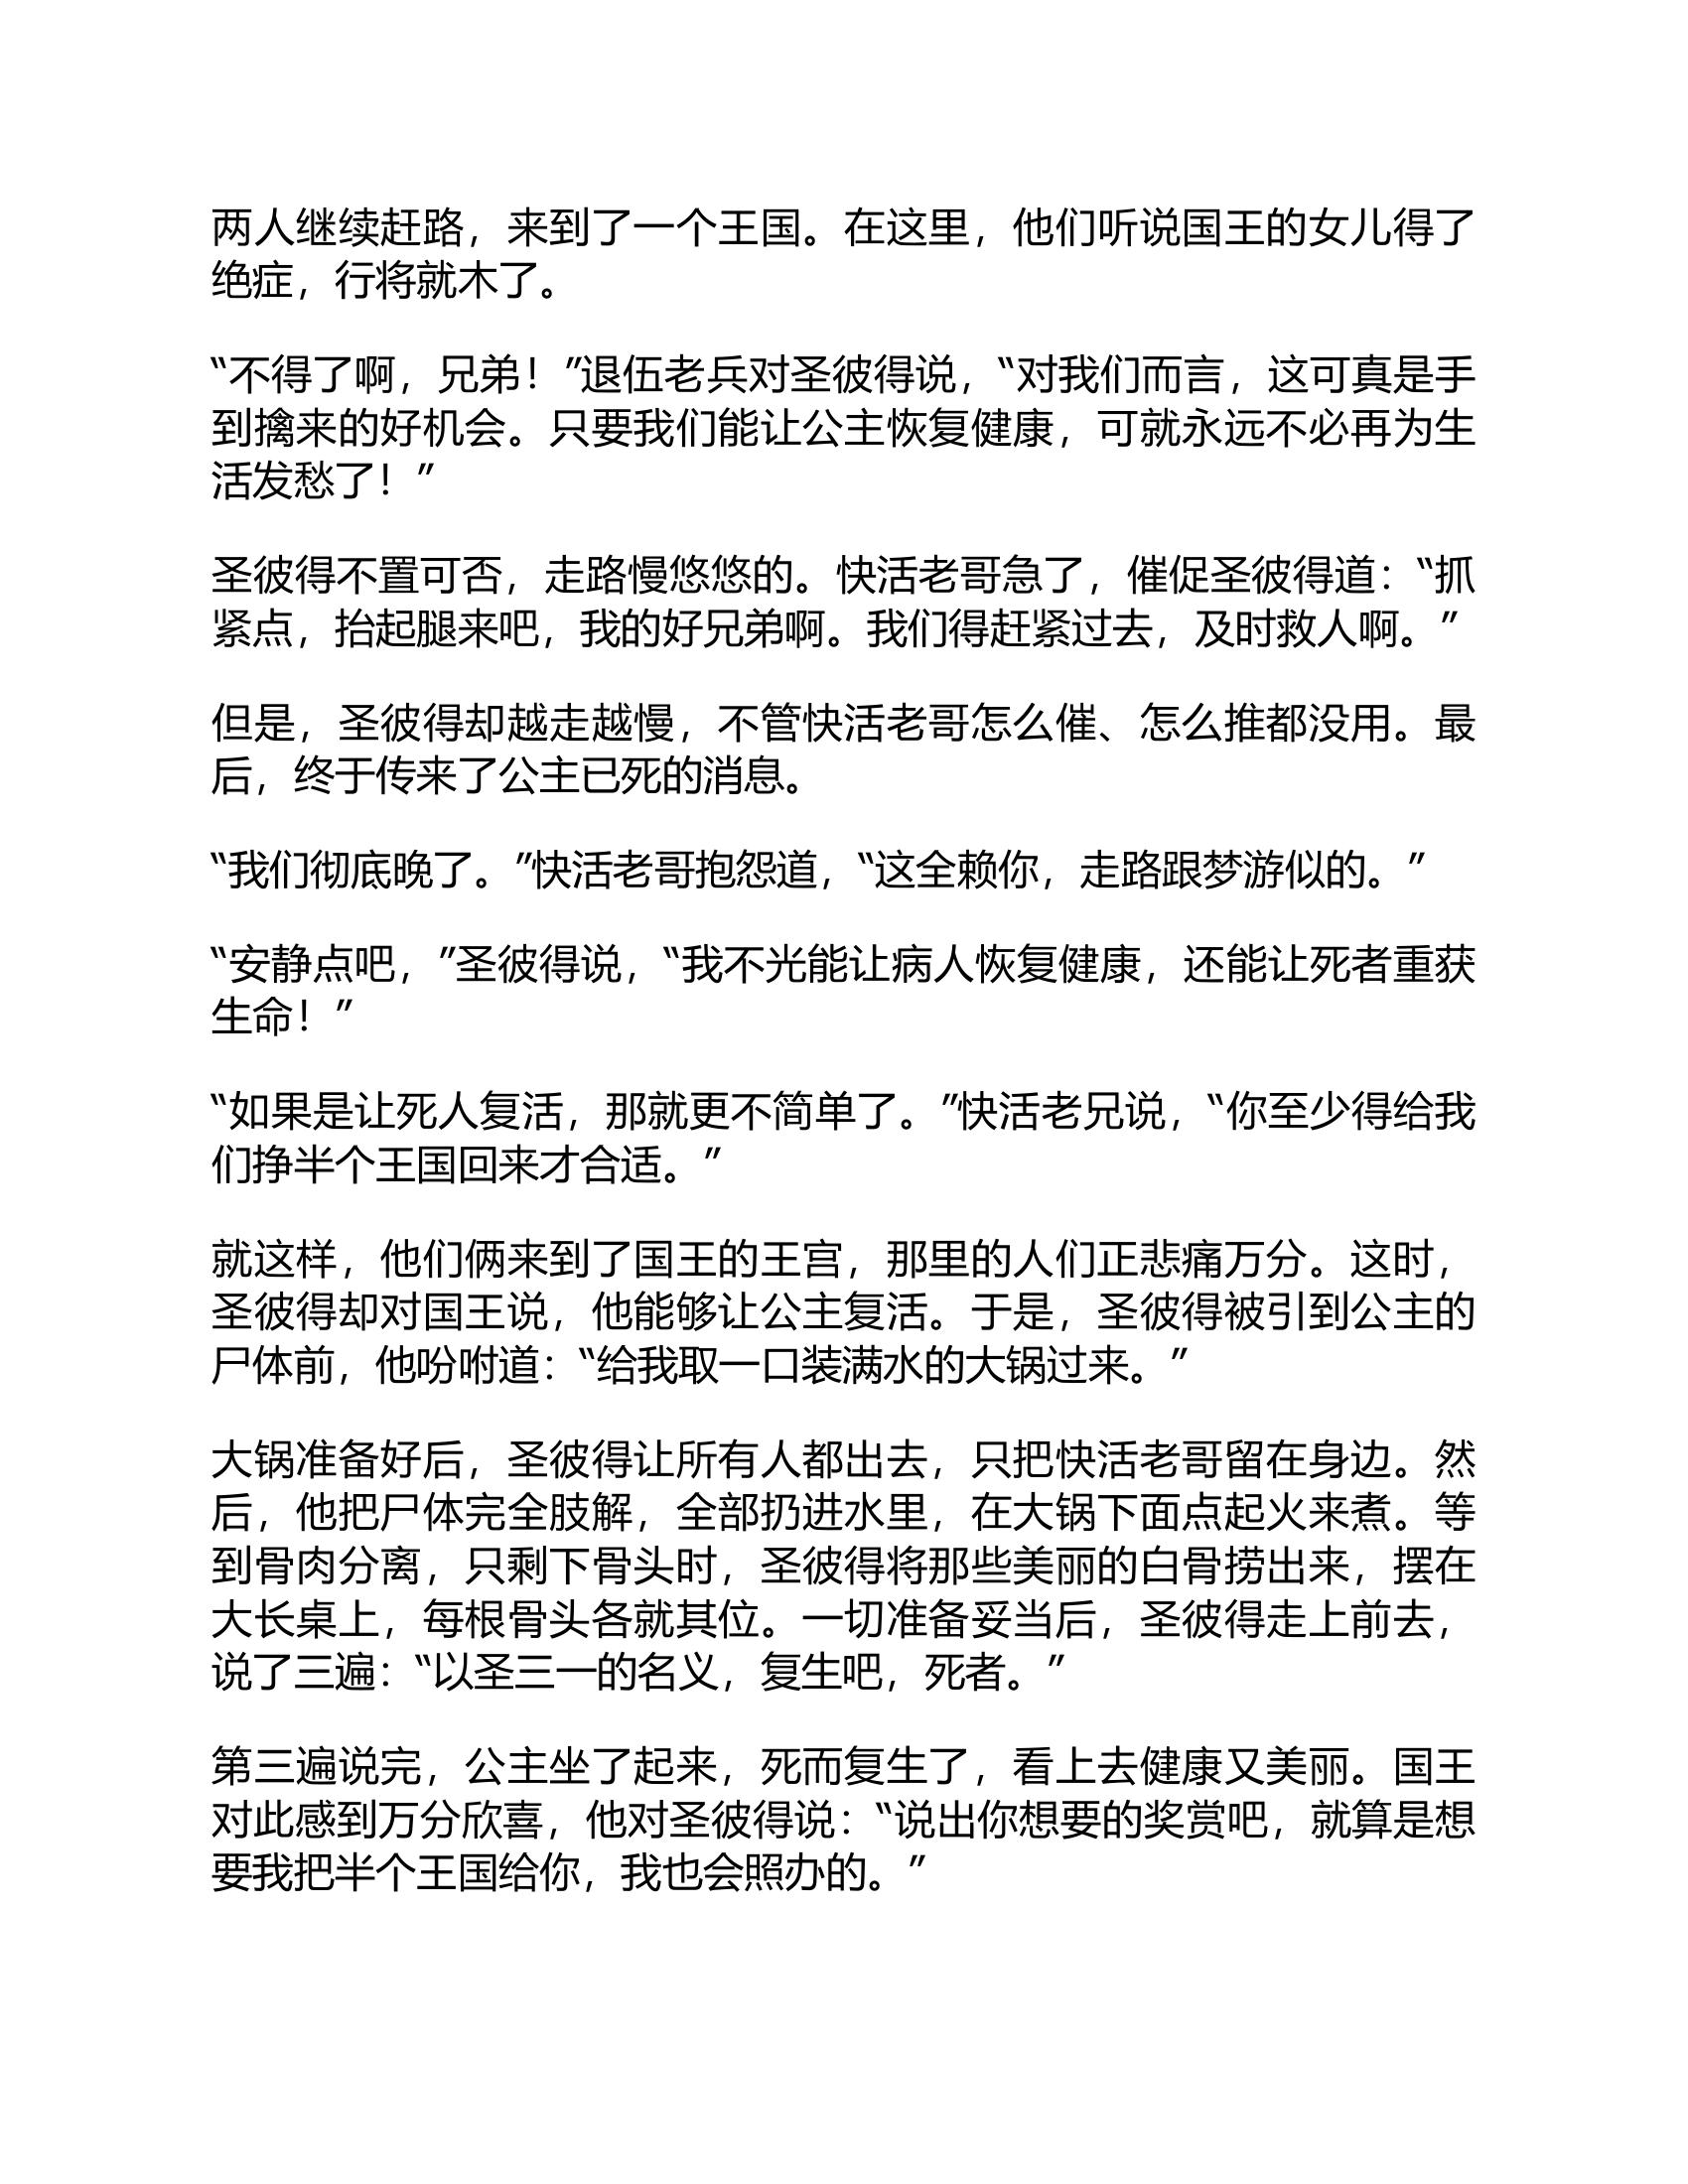 两人继续赶路，来到了一个王国。在这里，他们听说国王的女儿得了
绝症，行将就木了。
“不得了啊，兄弟！”退伍老兵对圣彼得说，“对我们而言，这可真是手
到擒来的好机会。只要我们能让公主恢复健康，可就永远不必再为生
活发愁了！”
圣彼得不置可否，走路慢悠悠的。快活老哥急了，催促圣彼得道：“抓
紧点，抬起腿来吧，我的好兄弟啊。我们得赶紧过去，及时救人啊。”
但是，圣彼得却越走越慢，不管快活老哥怎么催、怎么推都没用。最
后，终于传来了公主已死的消息。
“我们彻底晚了。”快活老哥抱怨道，“这全赖你，走路跟梦游似的。”
“安静点吧，”圣彼得说，“我不光能让病人恢复健康，还能让死者重获
生命！”
“如果是让死人复活，那就更不简单了。”快活老兄说，“你至少得给我
们挣半个王国回来才合适。”
就这样，他们俩来到了国王的王宫，那里的人们正悲痛万分。这时，
圣彼得却对国王说，他能够让公主复活。于是，圣彼得被引到公主的
尸体前，他吩咐道：“给我取一口装满水的大锅过来。”
大锅准备好后，圣彼得让所有人都出去，只把快活老哥留在身边。然
后，他把尸体完全肢解，全部扔进水里，在大锅下面点起火来煮。等
到骨肉分离，只剩下骨头时，圣彼得将那些美丽的白骨捞出来，摆在
大长桌上，每根骨头各就其位。一切准备妥当后，圣彼得走上前去，
说了三遍：“以圣三一的名义，复生吧，死者。”
第三遍说完，公主坐了起来，死而复生了，看上去健康又美丽。国王
对此感到万分欣喜，他对圣彼得说：“说出你想要的奖赏吧，就算是想
要我把半个王国给你，我也会照办的。”